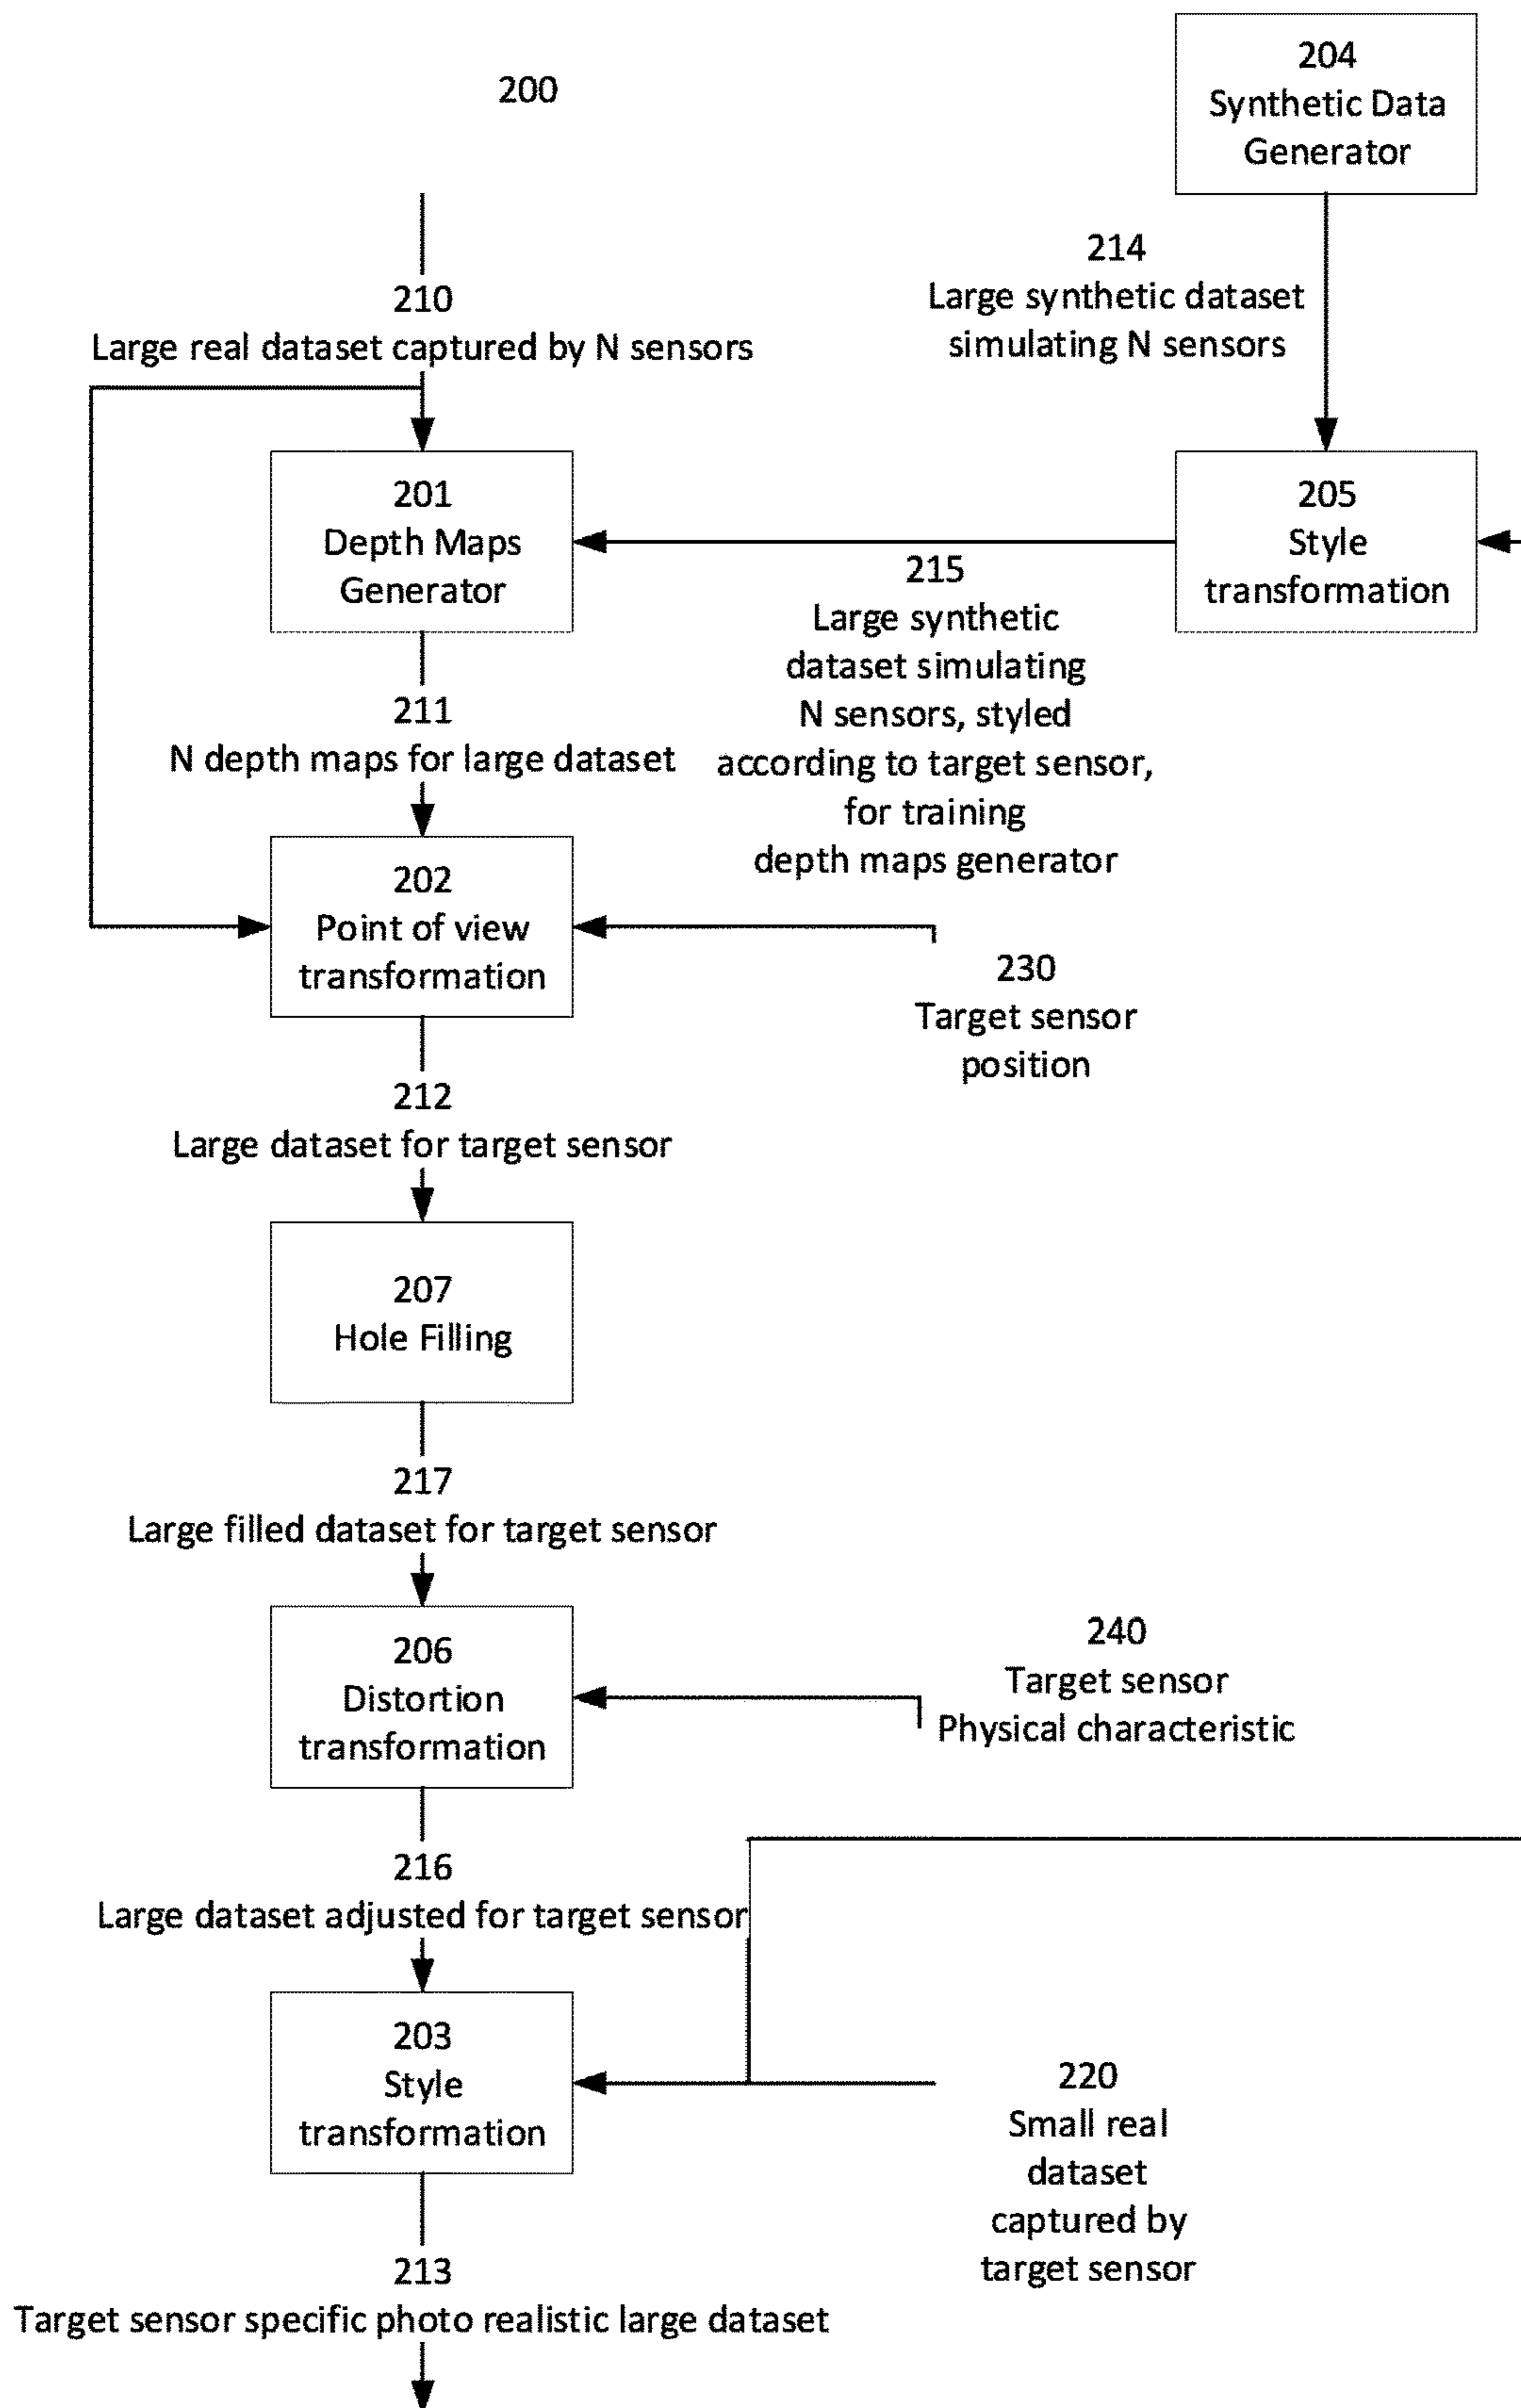 200
204
Synthetic Data
Generator
210
Large real dataset captured by N sensors
214
Large synthetic dataset
simulating N sensors
201
Depth Maps
Generator
205
Style
transformation
215
Large synthetic
dataset simulating
N sensors, styled
according to target sensor,
for training
depth maps generator
211
N depth maps for large dataset
202
Point of view
transformation
230
Target sensor
position
212
Large dataset for target sensor
207
Hole Filling
217
Large filled dataset for target sensor
206
Distortion
transformation
240
Target sensor
Physical characteristic
216
Large dataset adjusted for target sensor
203
Style
transformation
220
Small real
dataset
captured by
target sensor
213
Target sensor specific photo realistic large dataset